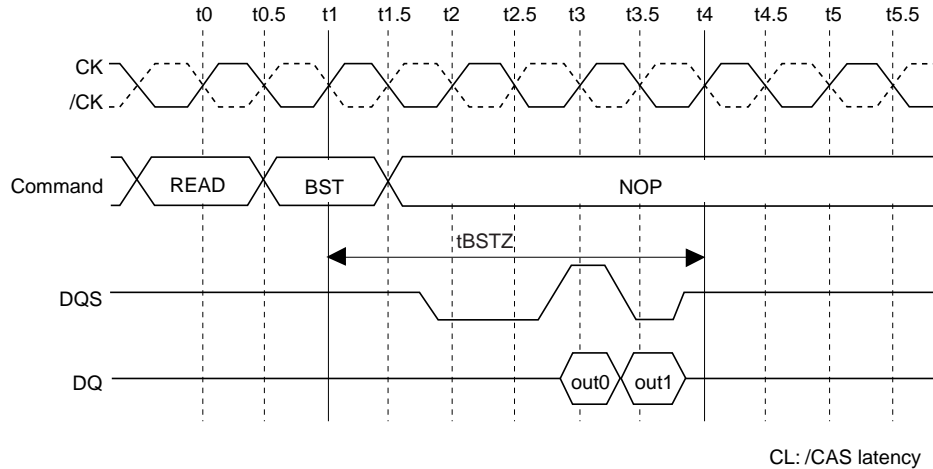 t0 t0.5 t1 t1.5 t2 t2.5 t3 t3.5 t4 t4.5 t5 t5.5
CK
/CK
Command READ BST NOP
tBSTZ
DQS
DQ out0 out1
CL: /CAS latency